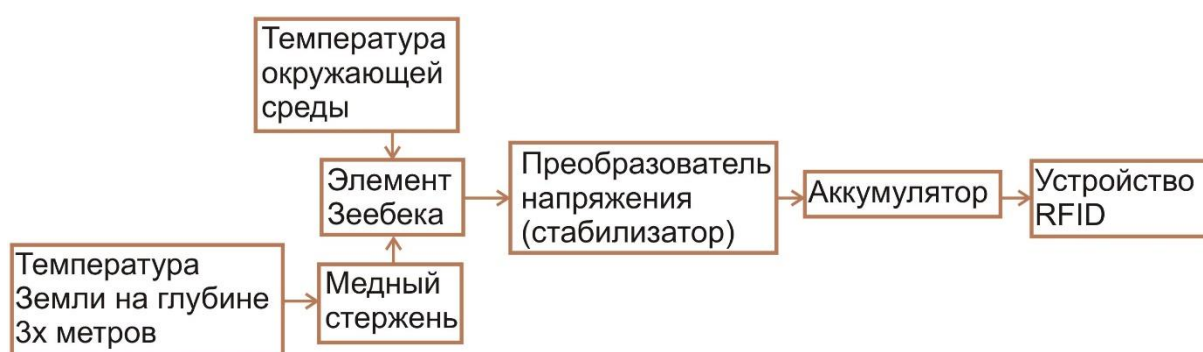 Температура
окружающей
среды
Элемент
Зеебека
Преобразователь
напряжения
(стабилизатор)
Аккумулятор
Устройство
RFID
Температура
Земли на глубине
3х метров
Медный
стержень